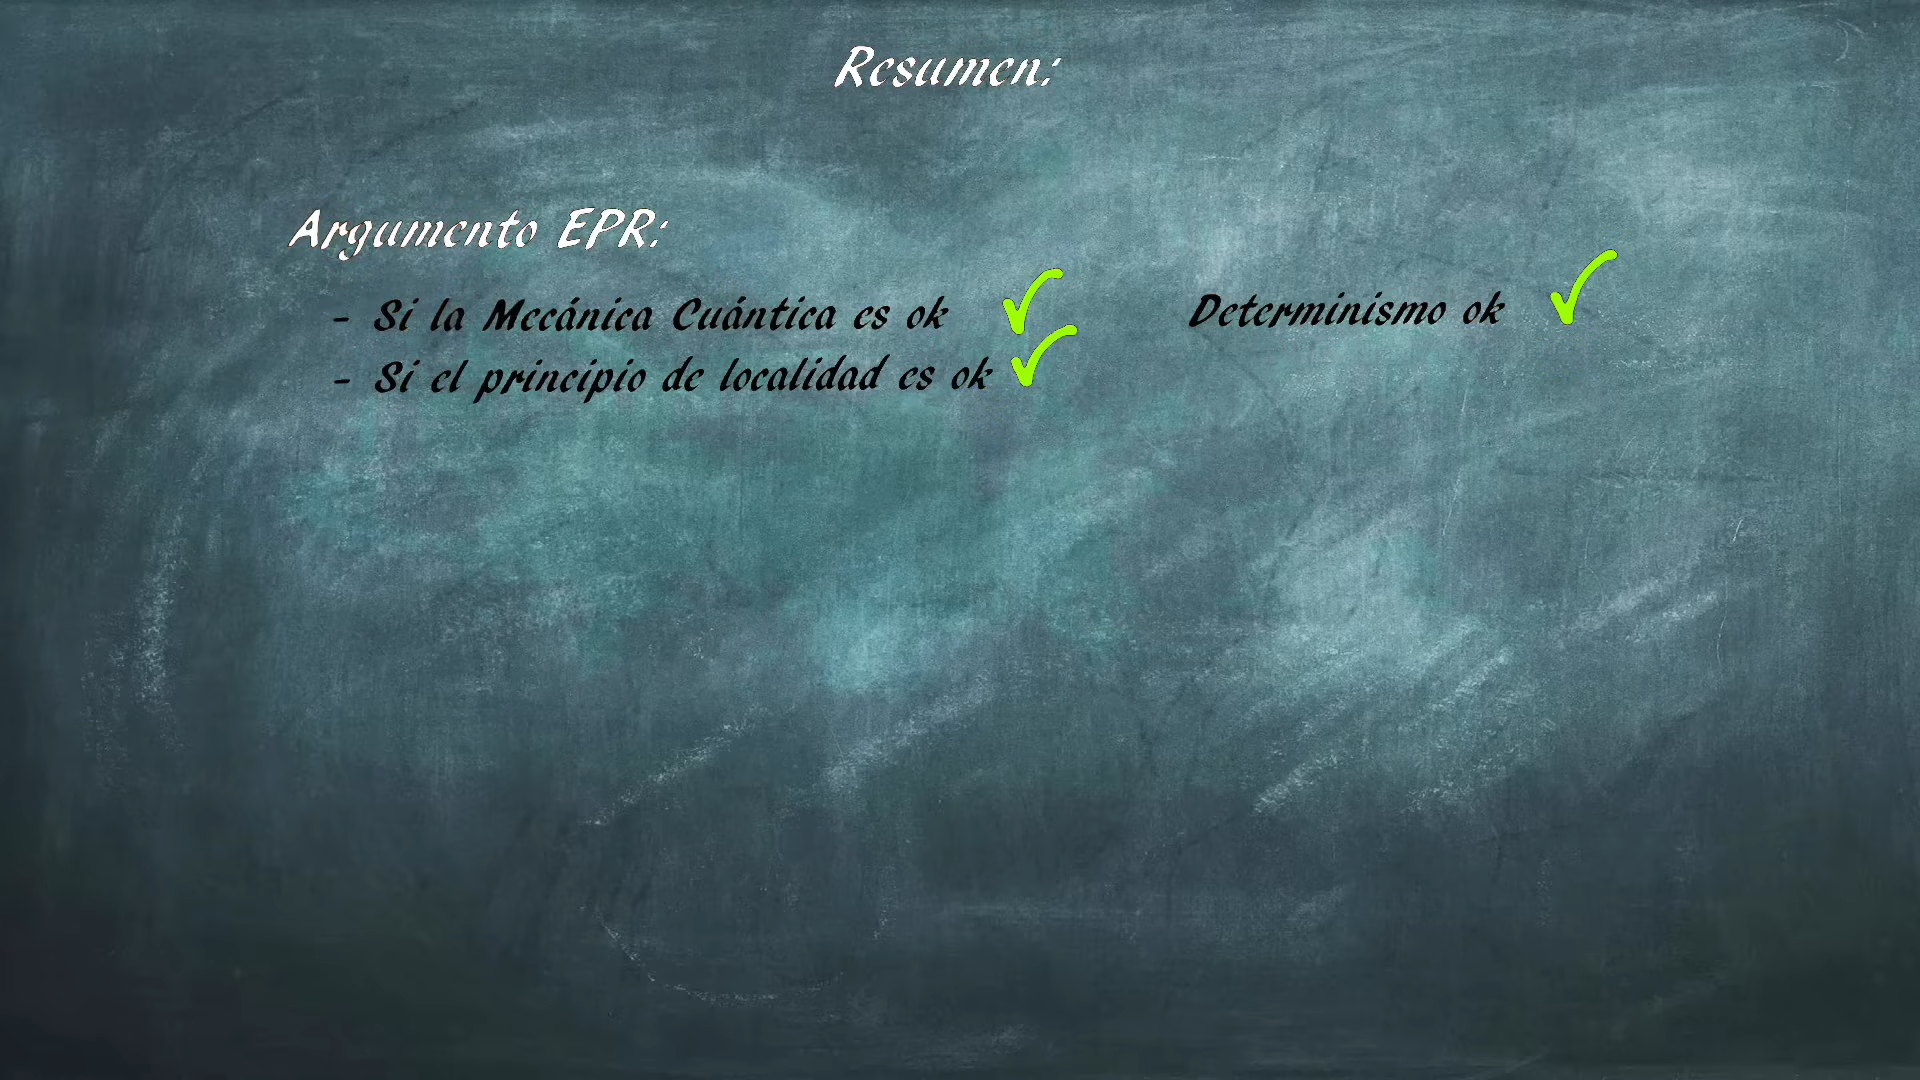 Resumen:
Argumento EPR:
- Si la Mecánica Cuántica es ok
Determinismo ok
- Si el principio de localidad es ok